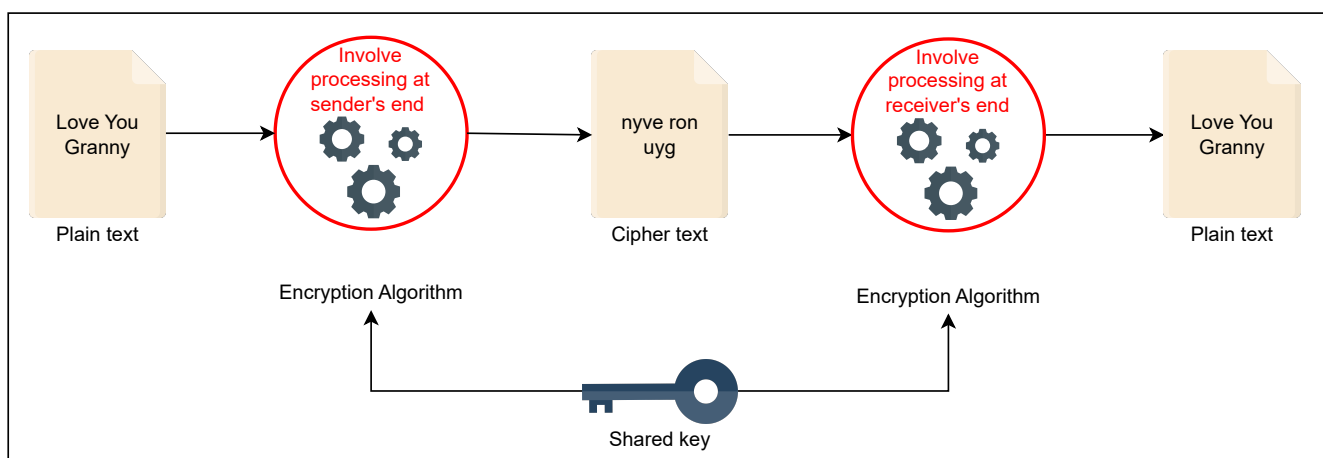 Love You
Granny
Plain text
Involve
processing at
sender's end
Encryption Algorithm
nyve ron
uyg
Cipher text
Involve
processing at
receiver's end
Encryption Algorithm
Love You
Granny
Plain text
Shared key